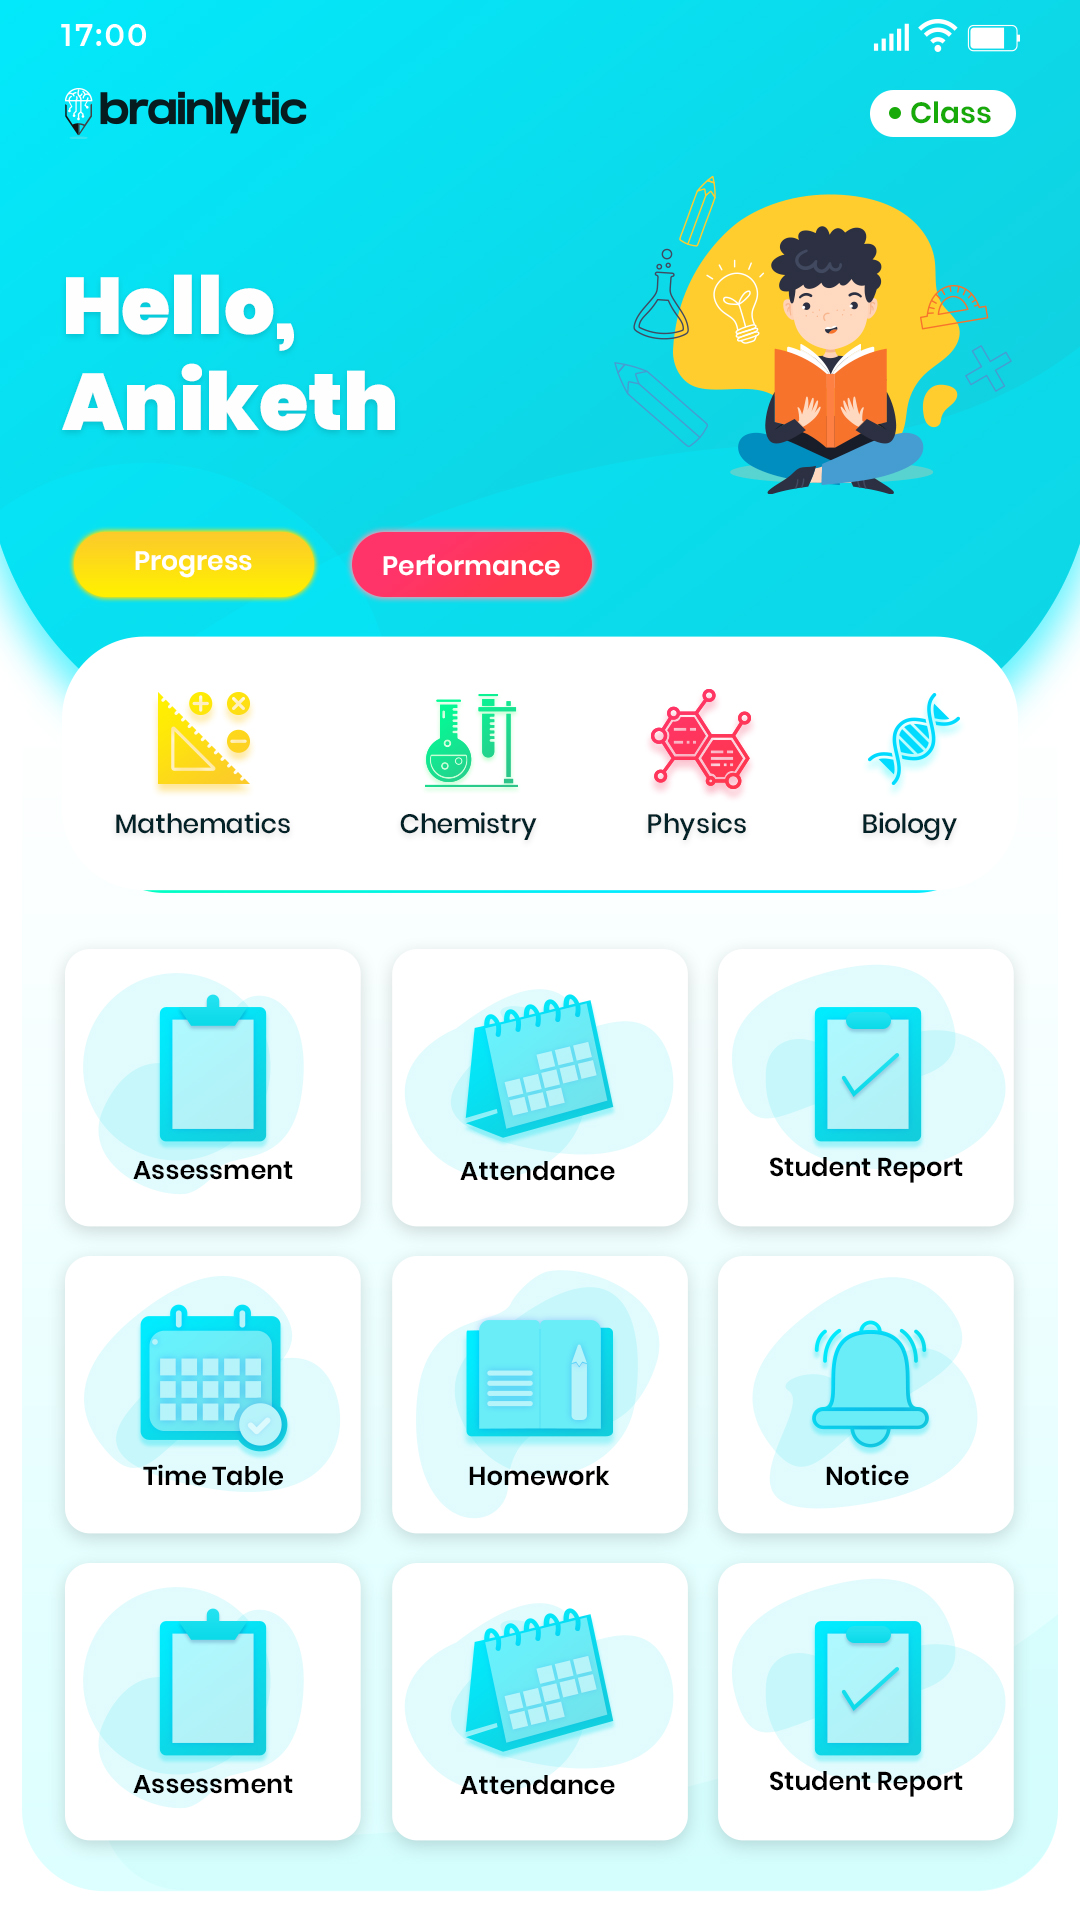 17:00
brainlytic
Class
Hello,
Aniketh
Progress
Performance
Mathematics
Chemistry
Physics
Biology
Assessment
Attendance
Student Report
Time Table
Homework
Notice
Assessment
Attendance
Student Report